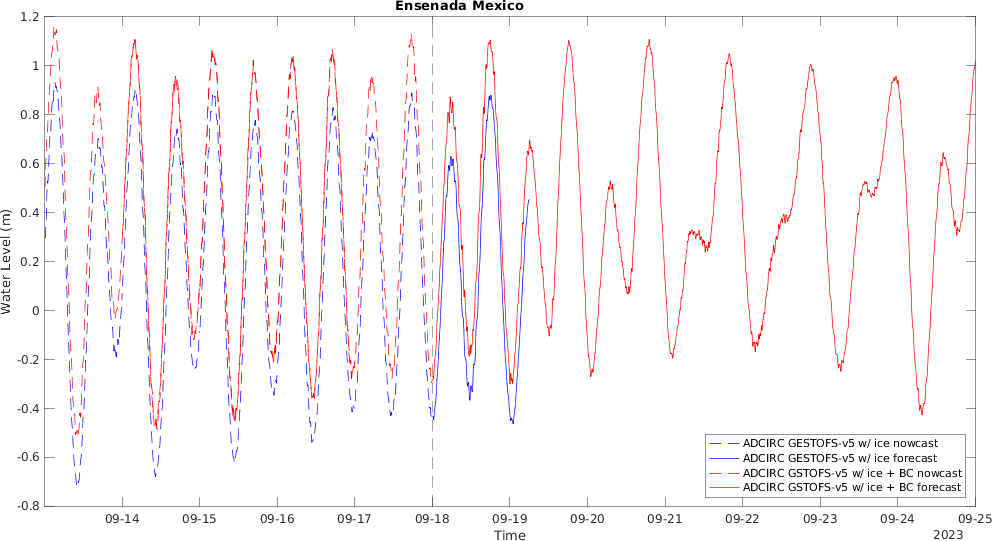 Ensenada Mexico
Water Level (m)
1.2
1
0.8
0.6
0.4
0.2
0
-0.2
-0.4
-0.6
-0.8
ADCIRC GESTOFS-v5 w/ ice nowcast
ADCIRC GESTOFS-v5 w/ ice forecast
ADCIRC GSTOFS-v5 w/ ice + BC nowcast
ADCIRC GSTOFS-v5 w/ ice + BC forecast
09-14 09-15 09-16 09-17 09-18 09-19 09-20 09-21 09-22 09-23 09-24 09-25
Time
2023